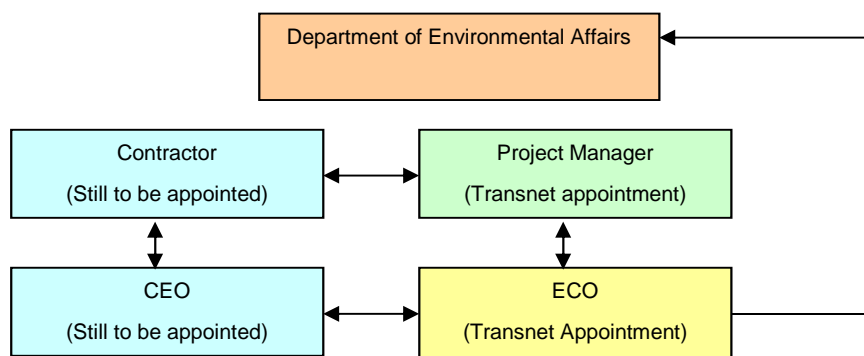 Department of Environmental Affairs
Contractor
(Still to be appointed)
Project Manager
(Transnet appointment)
CEO
(Still to be appointed)
ECO
(Transnet Appointment)